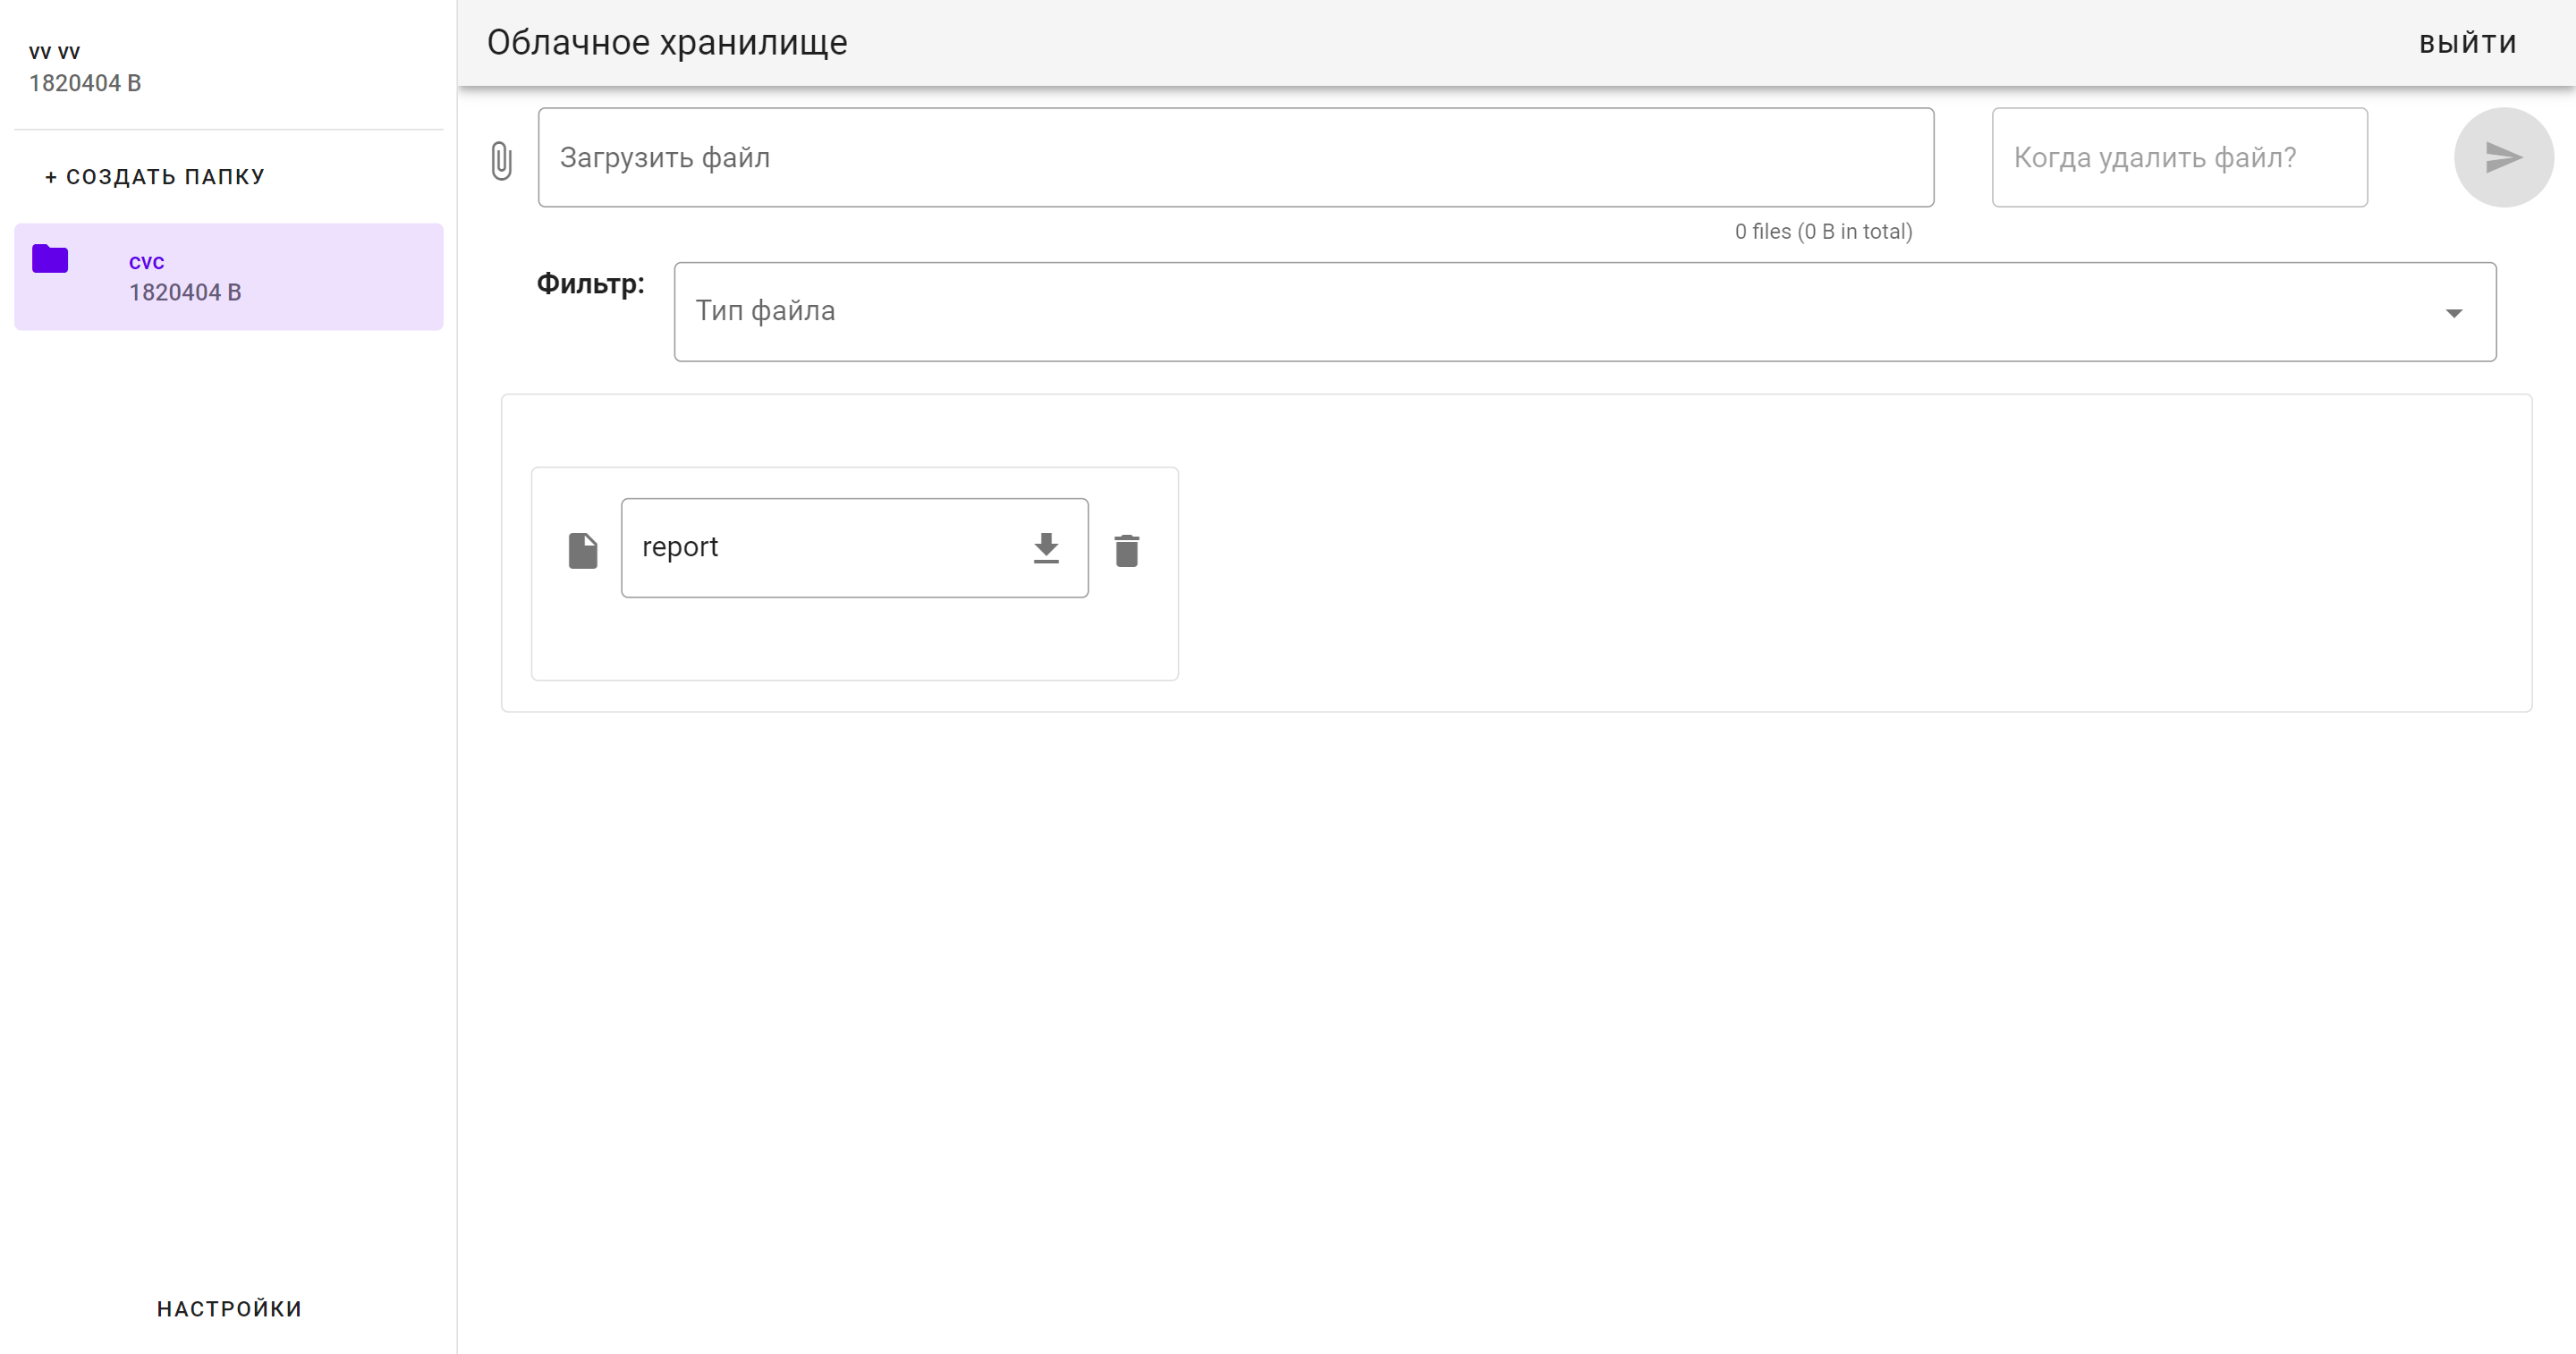 vv vv
1820404 B
+ СОЗДАТЬ ПАПКУ
cvc
1820404 B
НАСТРОЙКИ
Облачное хранилище
ВЫЙТИ
Загрузить файл
Когда удалить файл?
0 files (0 B in total)
Фильтр:
Тип файла
report